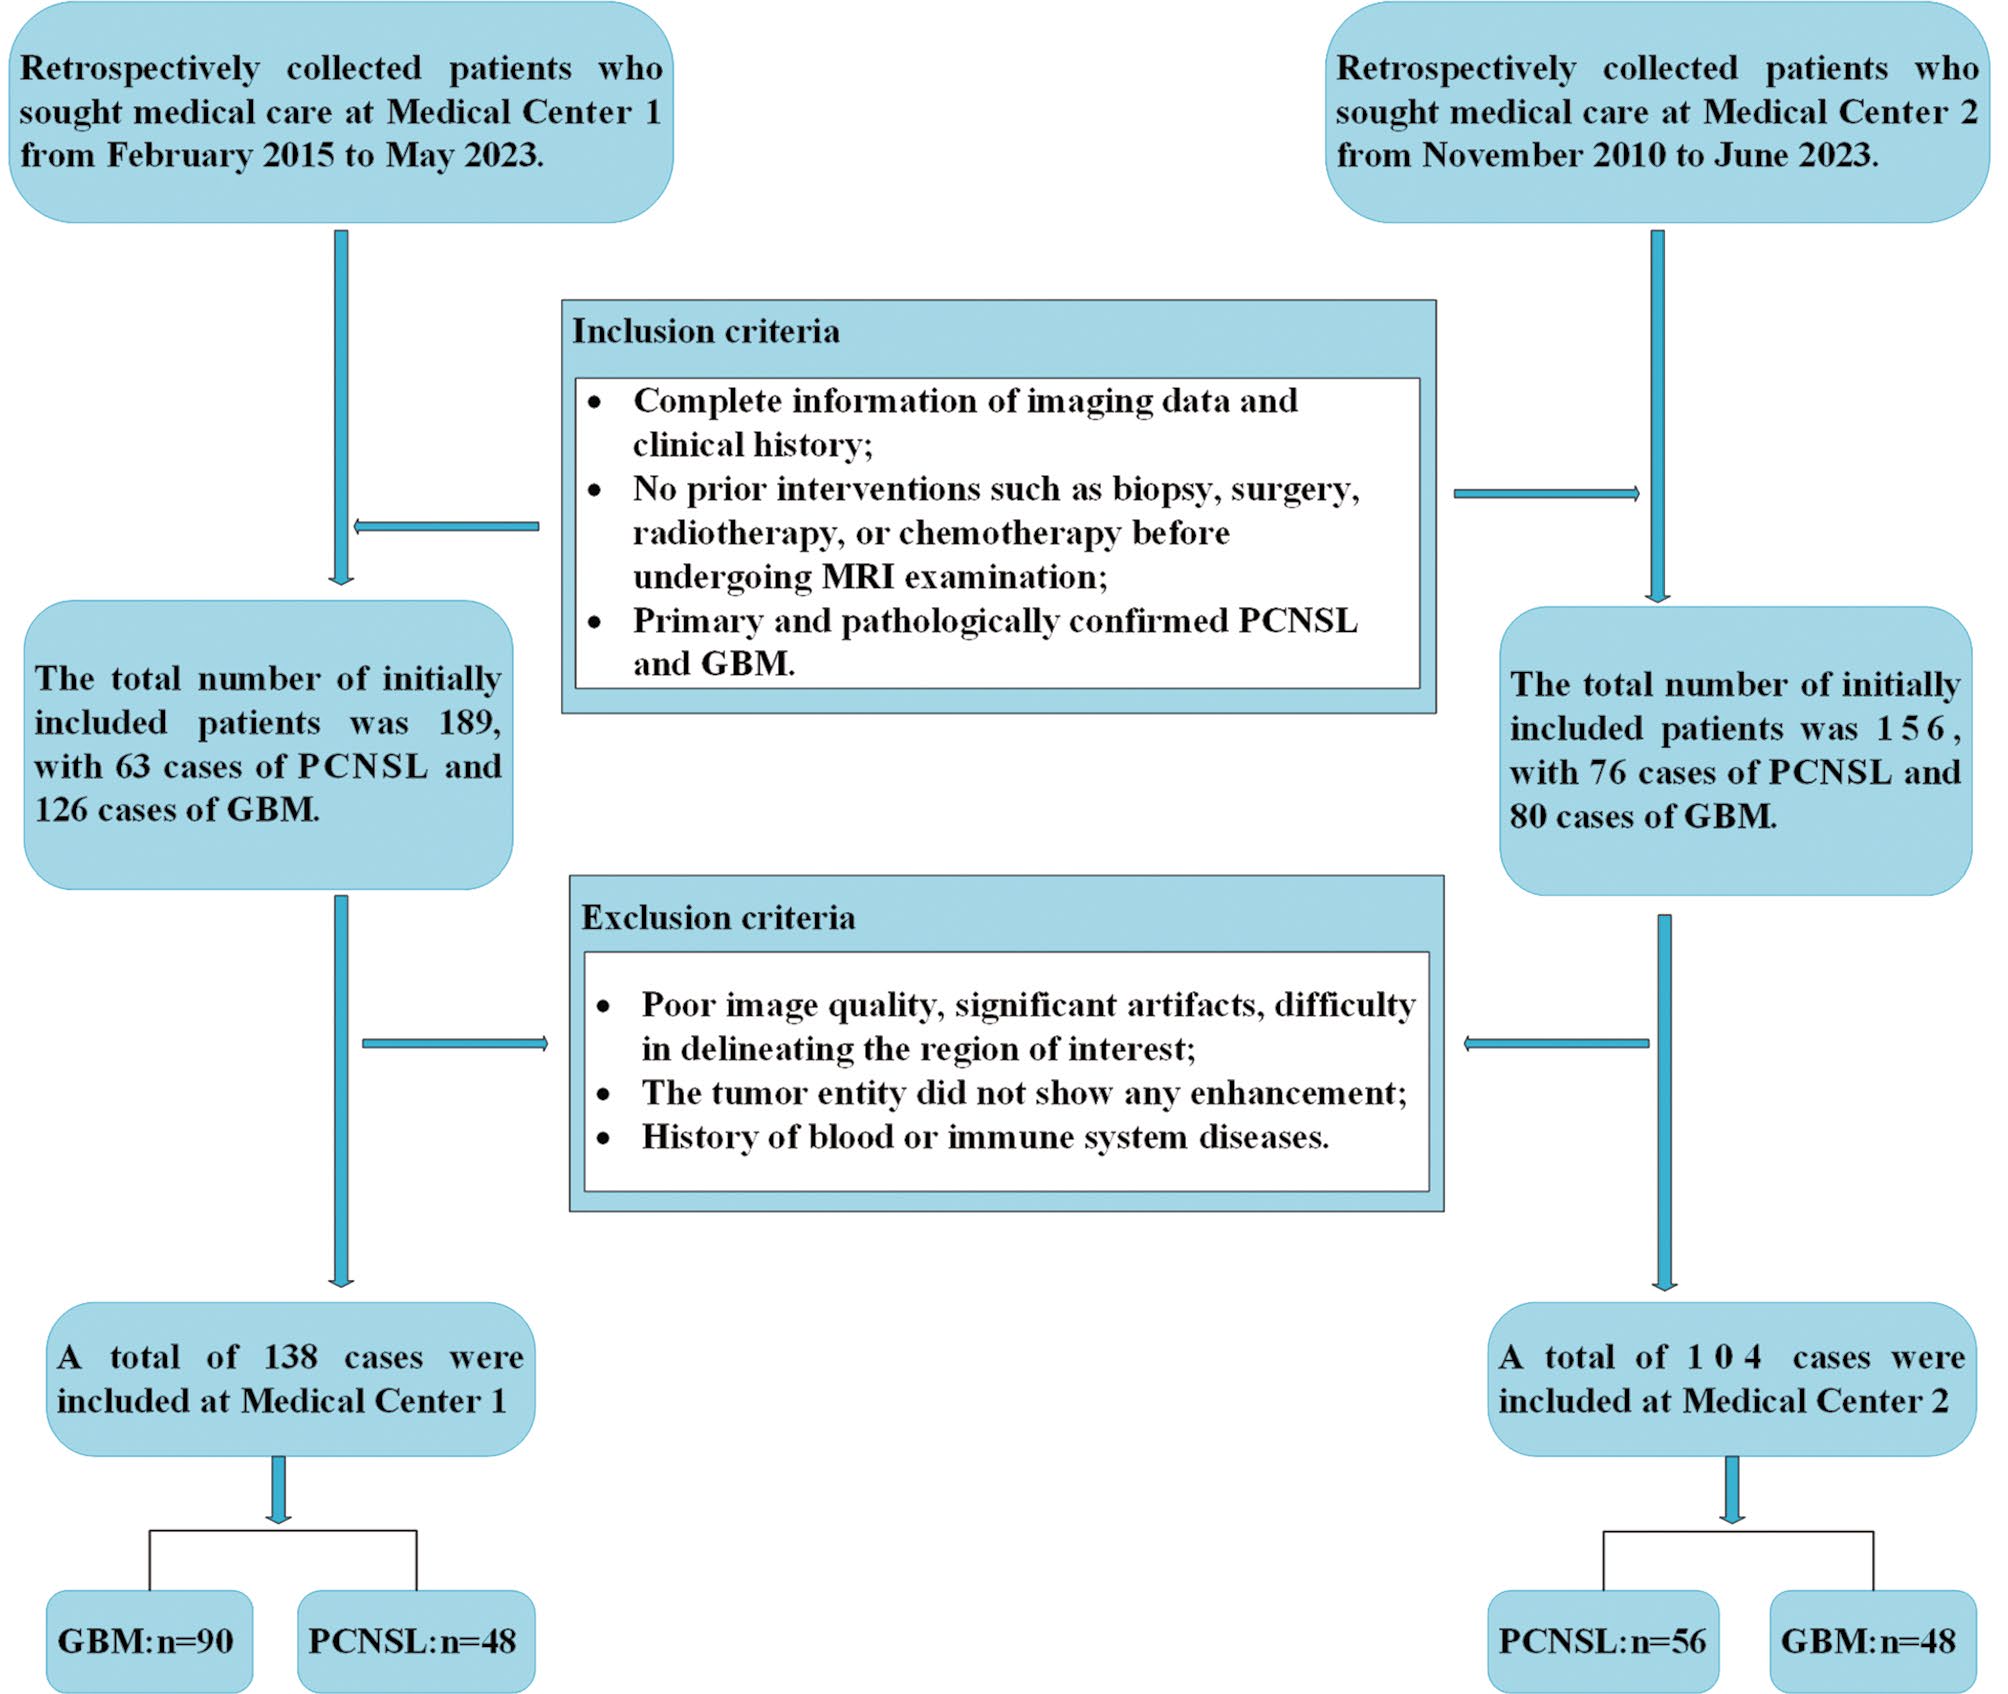 Retrospectively collected patients who
sought medical care at Medical Center 1
from February 2015 to May 2023.
Retrospectively collected patients who
sought medical care at Medical Center 2
from November 2010 to June 2023.
Inclusion criteria
• Complete information of imaging data and
clinical history;
• No prior interventions such as biopsy, surgery,
radiotherapy, or chemotherapy before
undergoing MRI examination;
• Primary and pathologically confirmed PCNSL
and GBM.
The total number of initially
included patients was 189,
with 63 cases of PCNSL and
126 cases of GBM.
The total number of initially
included patients was 156,
with 76 cases of PCNSL and
80 cases of GBM.
Exclusion criteria
• Poor image quality, significant artifacts, difficulty
in delineating the region of interest;
• The tumor entity did not show any enhancement;
• History of blood or immune system diseases.
A total of 138 cases were
included at Medical Center 1
A total of 104 cases were
included at Medical Center 2
GBM:n=90
PCNSL:n=48
PCNSL:n=56
GBM:n=48